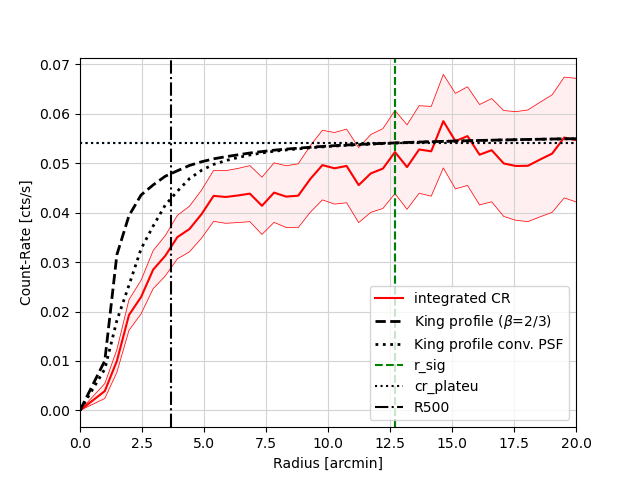 0.07
0.06
0.05
0.04
0.03
0.02
0.01
0.00
Count-Rate [cts/s]
integrated CR
King profile (β=2/3)
King profile conv. PSF
r_sig
cr_plateu
R500
0.0 2.5 5.0 7.5 10.0 12.5 15.0 17.5 20.0
Radius [arcmin]